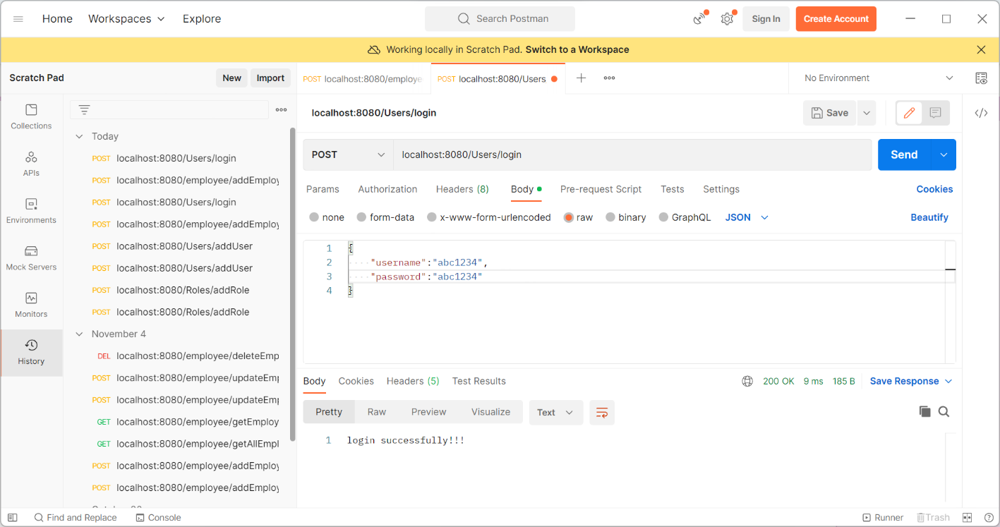 Home Workspaces Explore Search Postman Sign In Create Account
Working locally in Scratch Pad. Switch to a Workspace
Scratch Pad New Import
POST localhost:8080/employe POST localhost:8080/Users No Environment
Collections
APIs
Environments
Mock Servers
Monitors
History
Today
POST localhost:8080/Users/login
POST localhost:8080/employee/addEmploy
POST localhost:8080/Users/login
POST localhost:8080/employee/addEmploy
POST localhost:8080/Users/addUser
POST localhost:8080/Users/addUser
POST localhost:8080/Roles/addRole
POST localhost:8080/Roles/addRole
November 4
DEL localhost:8080/employee/deleteEmp
POST localhost:8080/employee/updateEmp
POST localhost:8080/employee/updateEmp
GET localhost:8080/employee/getEmploy
GET localhost:8080/employee/getAllEmpl
POST localhost:8080/employee/addEmploy
POST localhost:8080/employee/addEmploy
localhost:8080/Users/login Save
POST localhost:8080/Users/login Send
Params Authorization Headers (8) Body Pre-request Script Tests Settings Cookies
none form-data x-www-form-urlencoded raw binary GraphQL JSON Beautify
1 {
2 "username":"abc1234",
3 "password":"abc1234"
4 }
Body Cookies Headers (5) Test Results 200 OK 9 ms 185 B Save Response
Pretty Raw Preview Visualize Text
1 login successfully!!!
Find and Replace Console Runner Trash